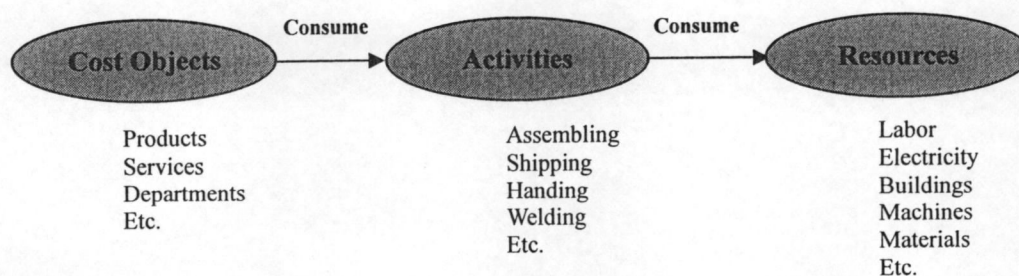 Consume
Consume
Cost Objects
Activities
Resources
Products
Services
Departments
Etc.
Assembling
Shipping
Handing
Welding
Etc.
Labor
Electricity
Buildings
Machines
Materials
Etc.